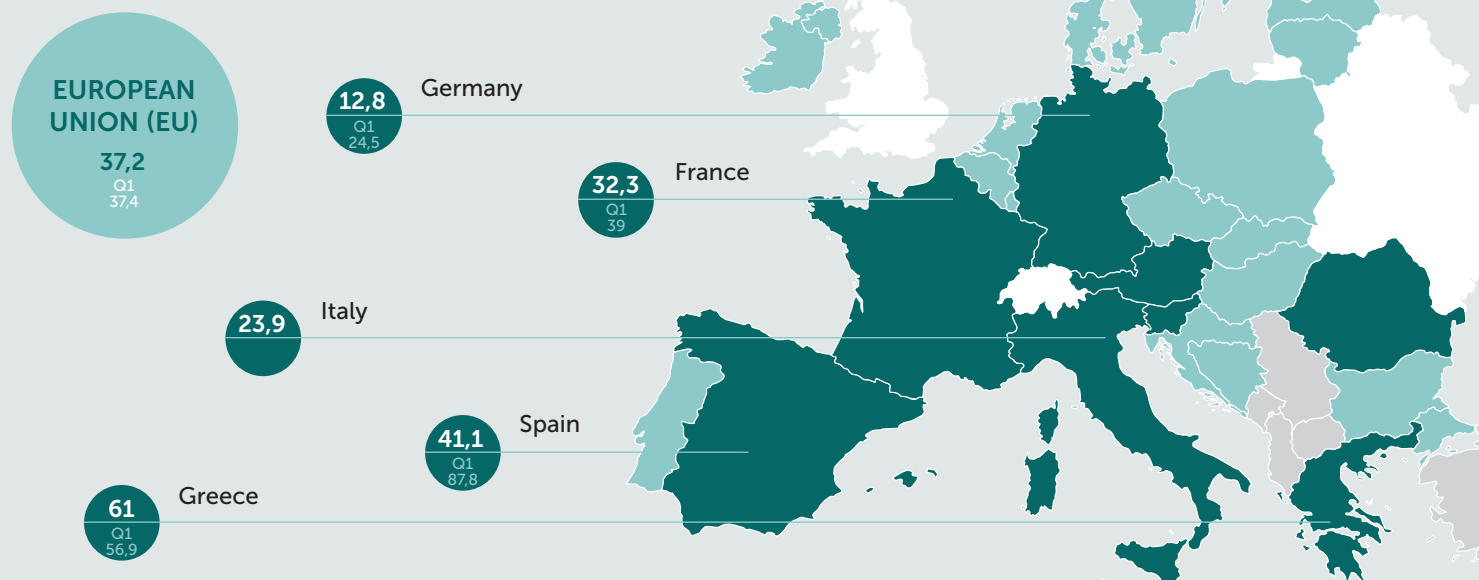 EUROPEAN
UNION (EU)
37,2
Q1
37,4
Germany
12,8
Q1
24,5
France
32,3
Q1
39
Italy
23,9
Spain
41,1
Q1
87,8
Greece
61
Q1
56,9